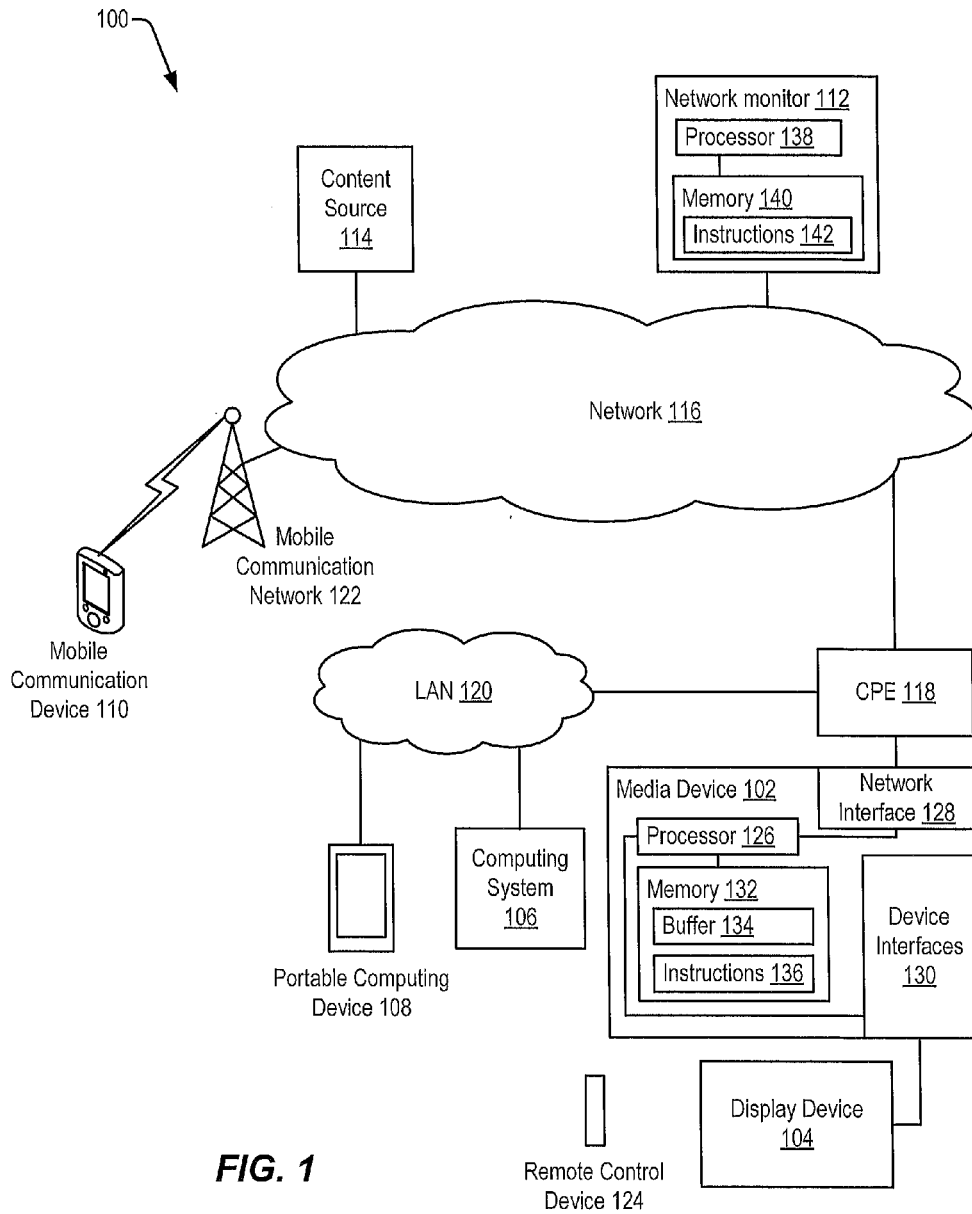 100
Network monitor 112
Processor 138
Memory 140
Instructions 142
Content
Source
114
Network 116
Mobile
Communication
Network 122
Mobile
Communication
Device 110
LAN 120
CPE 118
Media Device 102
Network
Interface 128
Processor 126
Memory 132
Buffer 134
Instructions 136
Device
Interfaces
130
Computing
System
106
Portable Computing
Device 108
Display Device
104
Remote Control
Device 124
FIG. 1